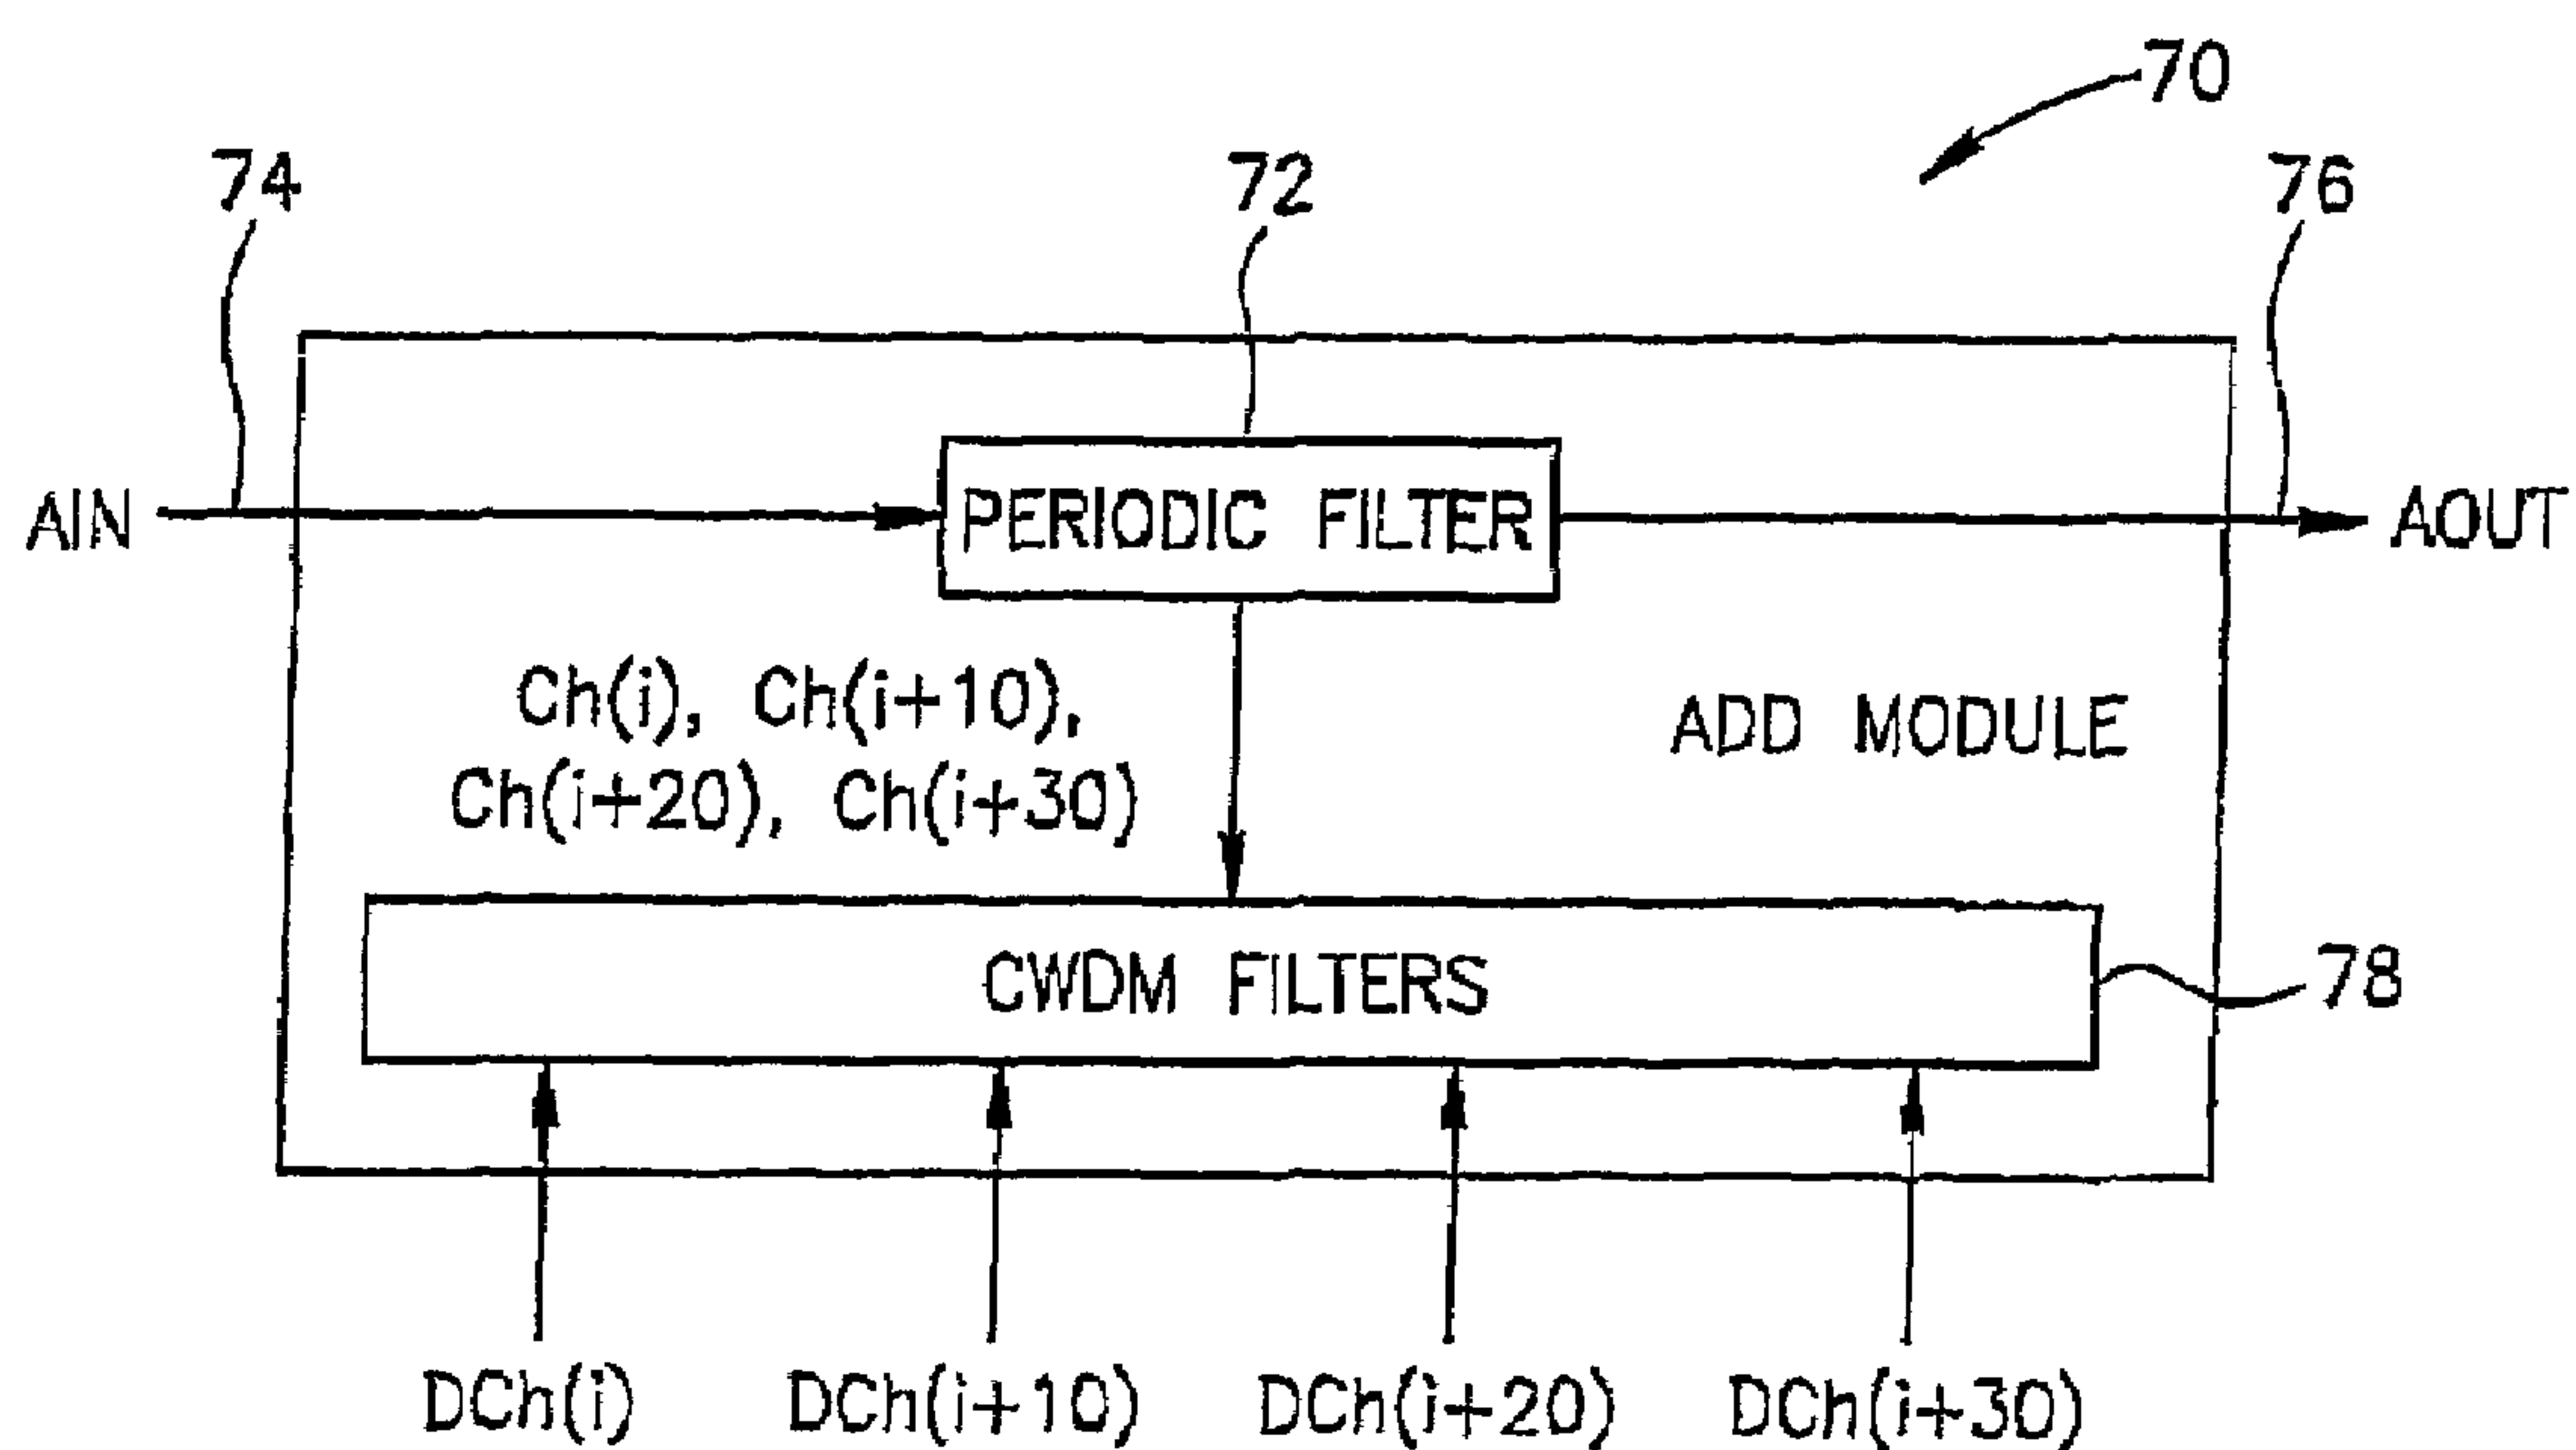 70
74
72
76
AIN
PERIODIC FILTER
AOUT
Ch(i), Ch(i+10),
Ch(i+20), Ch(i+30)
ADD MODULE
CWDM FILTERS
78
DCh(i)
DCh(i+10)
DCh(i+20)
DCh(i+30)